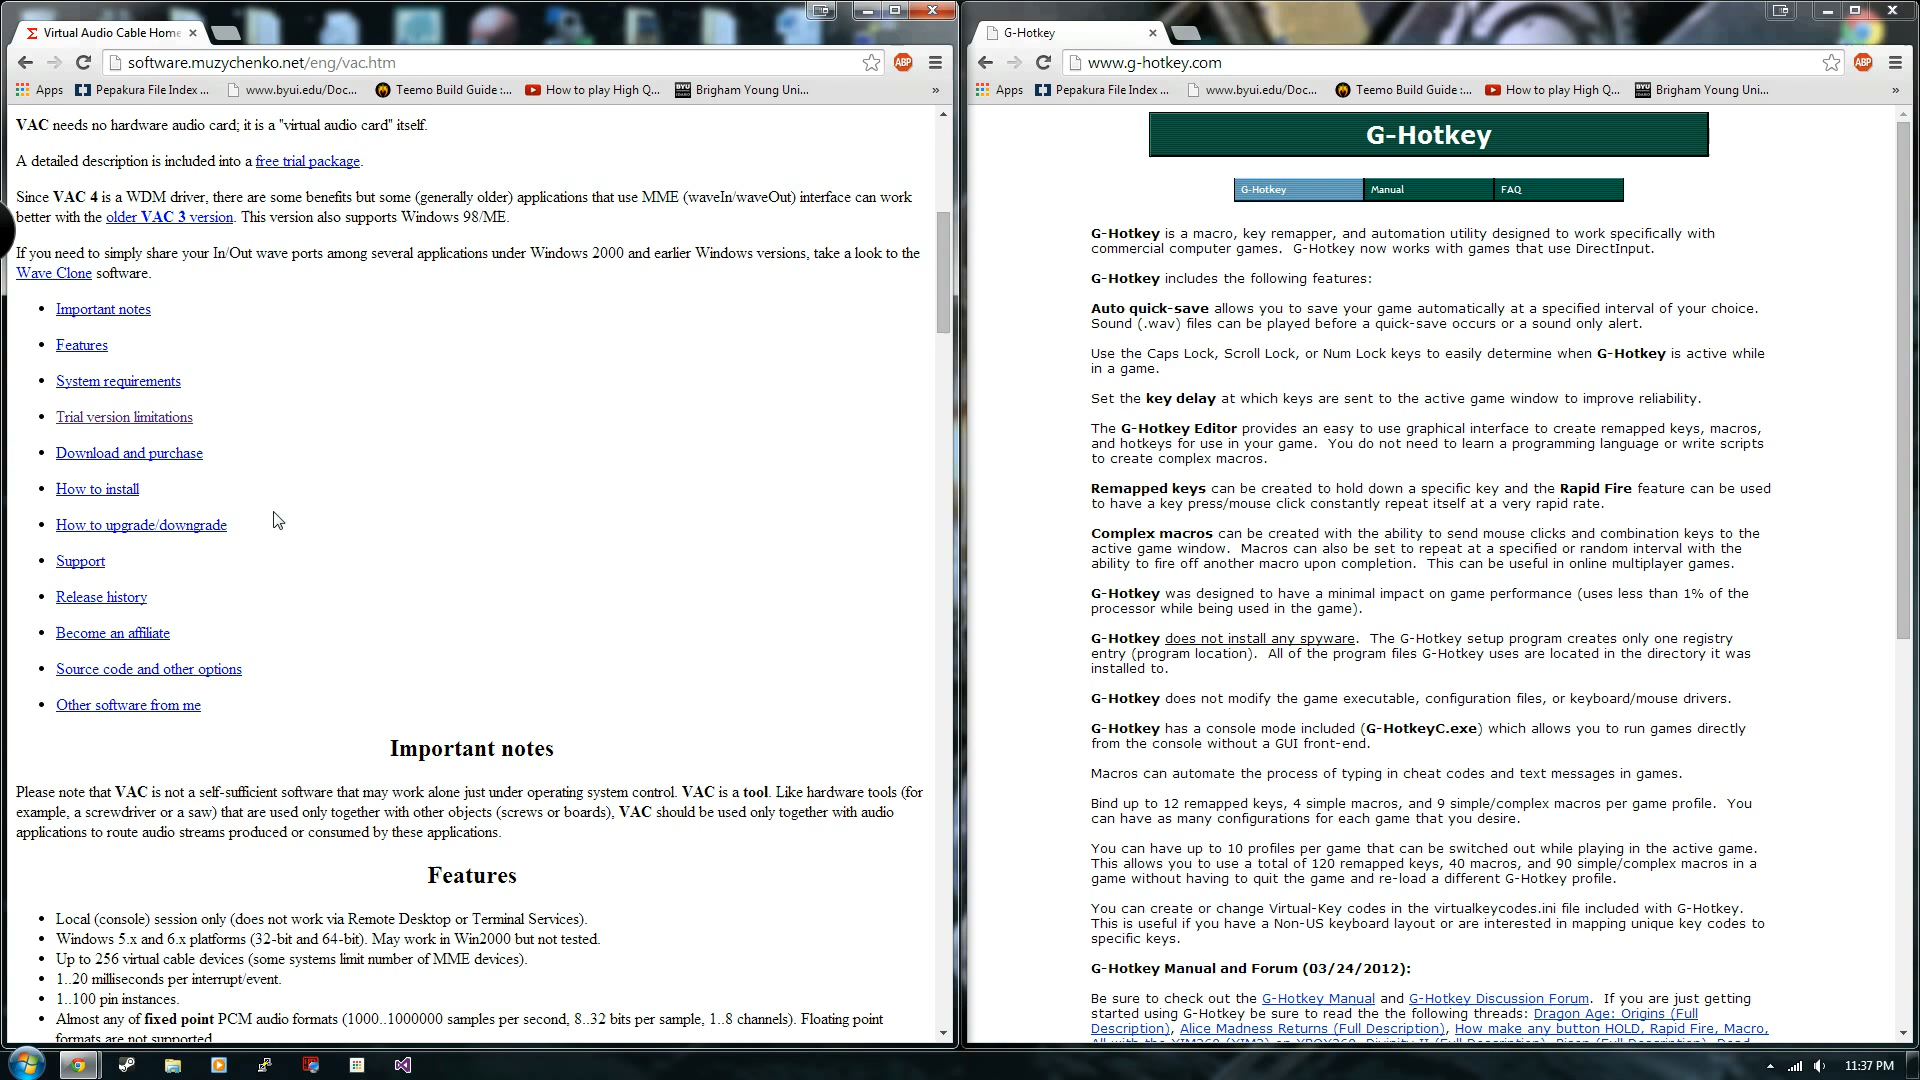 Virtual Audio Cable Home
software.muzychenko.net/eng/vac.htm
ABP
Apps
Pepakura File Index ...
www.byui.edu/Doc...
Teemo Build Guide :...
How to play High Q...
BYU
Brigham Young Uni...
»
VAC needs no hardware audio card; it is a "virtual audio card" itself.
A detailed description is included into a free trial package.
Since VAC 4 is a WDM driver, there are some benefits but some (generally older) applications that use MME (waveIn/waveOut) interface can work
better with the older VAC 3 version. This version also supports Windows 98/ME.
If you need to simply share your In/Out wave ports among several applications under Windows 2000 and earlier Windows versions, take a look to the
Wave Clone software.
• Important notes
• Features
• System requirements
• Trial version limitations
• Download and purchase
• How to install
• How to upgrade/downgrade
• Support
• Release history
• Become an affiliate
• Source code and other options
• Other software from me
Important notes
Please note that VAC is not a self-sufficient software that may work alone just under operating system control. VAC is a tool. Like hardware tools (for
example, a screwdriver or a saw) that are used only together with other objects (screws or boards), VAC should be used only together with audio
applications to route audio streams produced or consumed by these applications.
Features
• Local (console) session only (does not work via Remote Desktop or Terminal Services).
• Windows 5.x and 6.x platforms (32-bit and 64-bit). May work in Win2000 but not tested.
• Up to 256 virtual cable devices (some systems limit number of MME devices).
• 1..20 milliseconds per interrupt/event.
• 1..100 pin instances.
• Almost any of fixed point PCM audio formats (1000..1000000 samples per second, 8..32 bits per sample, 1..8 channels). Floating point
formats are not supported
G-Hotkey
www.g-hotkey.com
ABP
Apps
Pepakura File Index ...
www.byui.edu/Doc...
Teemo Build Guide :...
How to play High Q...
BYU
Brigham Young Uni...
»
G-Hotkey
G-Hotkey
Manual
FAQ
G-Hotkey is a macro, key remapper, and automation utility designed to work specifically with
commercial computer games. G-Hotkey now works with games that use DirectInput.
G-Hotkey includes the following features:
Auto quick-save allows you to save your game automatically at a specified interval of your choice.
Sound (.wav) files can be played before a quick-save occurs or a sound only alert.
Use the Caps Lock, Scroll Lock, or Num Lock keys to easily determine when G-Hotkey is active while
in a game.
Set the key delay at which keys are sent to the active game window to improve reliability.
The G-Hotkey Editor provides an easy to use graphical interface to create remapped keys, macros,
and hotkeys for use in your game. You do not need to learn a programming language or write scripts
to create complex macros.
Remapped keys can be created to hold down a specific key and the Rapid Fire feature can be used
to have a key press/mouse click constantly repeat itself at a very rapid rate.
Complex macros can be created with the ability to send mouse clicks and combination keys to the
active game window. Macros can also be set to repeat at a specified or random interval with the
ability to fire off another macro upon completion. This can be useful in online multiplayer games.
G-Hotkey was designed to have a minimal impact on game performance (uses less than 1% of the
processor while being used in the game).
G-Hotkey does not install any spyware. The G-Hotkey setup program creates only one registry
entry (program location). All of the program files G-Hotkey uses are located in the directory it was
installed to.
G-Hotkey does not modify the game executable, configuration files, or keyboard/mouse drivers.
G-Hotkey has a console mode included (G-HotkeyC.exe) which allows you to run games directly
from the console without a GUI front-end.
Macros can automate the process of typing in cheat codes and text messages in games.
Bind up to 12 remapped keys, 4 simple macros, and 9 simple/complex macros per game profile. You
can have as many configurations for each game that you desire.
You can have up to 10 profiles per game that can be switched out while playing in the active game.
This allows you to use a total of 120 remapped keys, 40 macros, and 90 simple/complex macros in a
game without having to quit the game and re-load a different G-Hotkey profile.
You can create or change Virtual-Key codes in the virtualkeycodes.ini file included with G-Hotkey.
This is useful if you have a Non-US keyboard layout or are interested in mapping unique key codes to
specific keys.
G-Hotkey Manual and Forum (03/24/2012):
Be sure to check out the G-Hotkey Manual and G-Hotkey Discussion Forum. If you are just getting
started using G-Hotkey be sure to read the the following threads: Dragon Age: Origins (Full
Description), Alice Madness Returns (Full Description), How make any button HOLD, Rapid Fire, Macro,
All with the XIM360 (XIM3) on XBOX360, Divinity II (Full Description), Risen (Full Description), Dead
11:37 PM